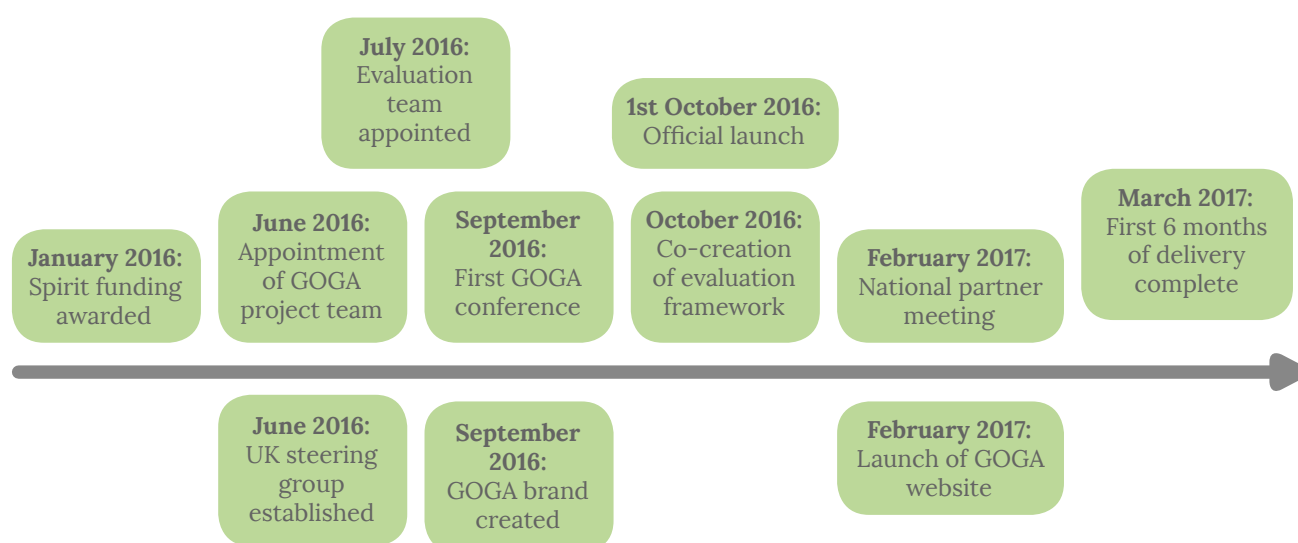 January 2016:
Spirit funding
awarded
June 2016:
Appointment
of GOGA
project team
June 2016:
UK steering
group
established
July 2016:
Evaluation
team
appointed
September
2016:
First GOGA
conference
September
2016:
GOGA brand
created
1st October 2016:
Official launch
October 2016:
Co-creation
of evaluation
framework
February 2017:
National partner
meeting
February 2017:
Launch of GOGA
website
March 2017:
First 6 months
of delivery
complete